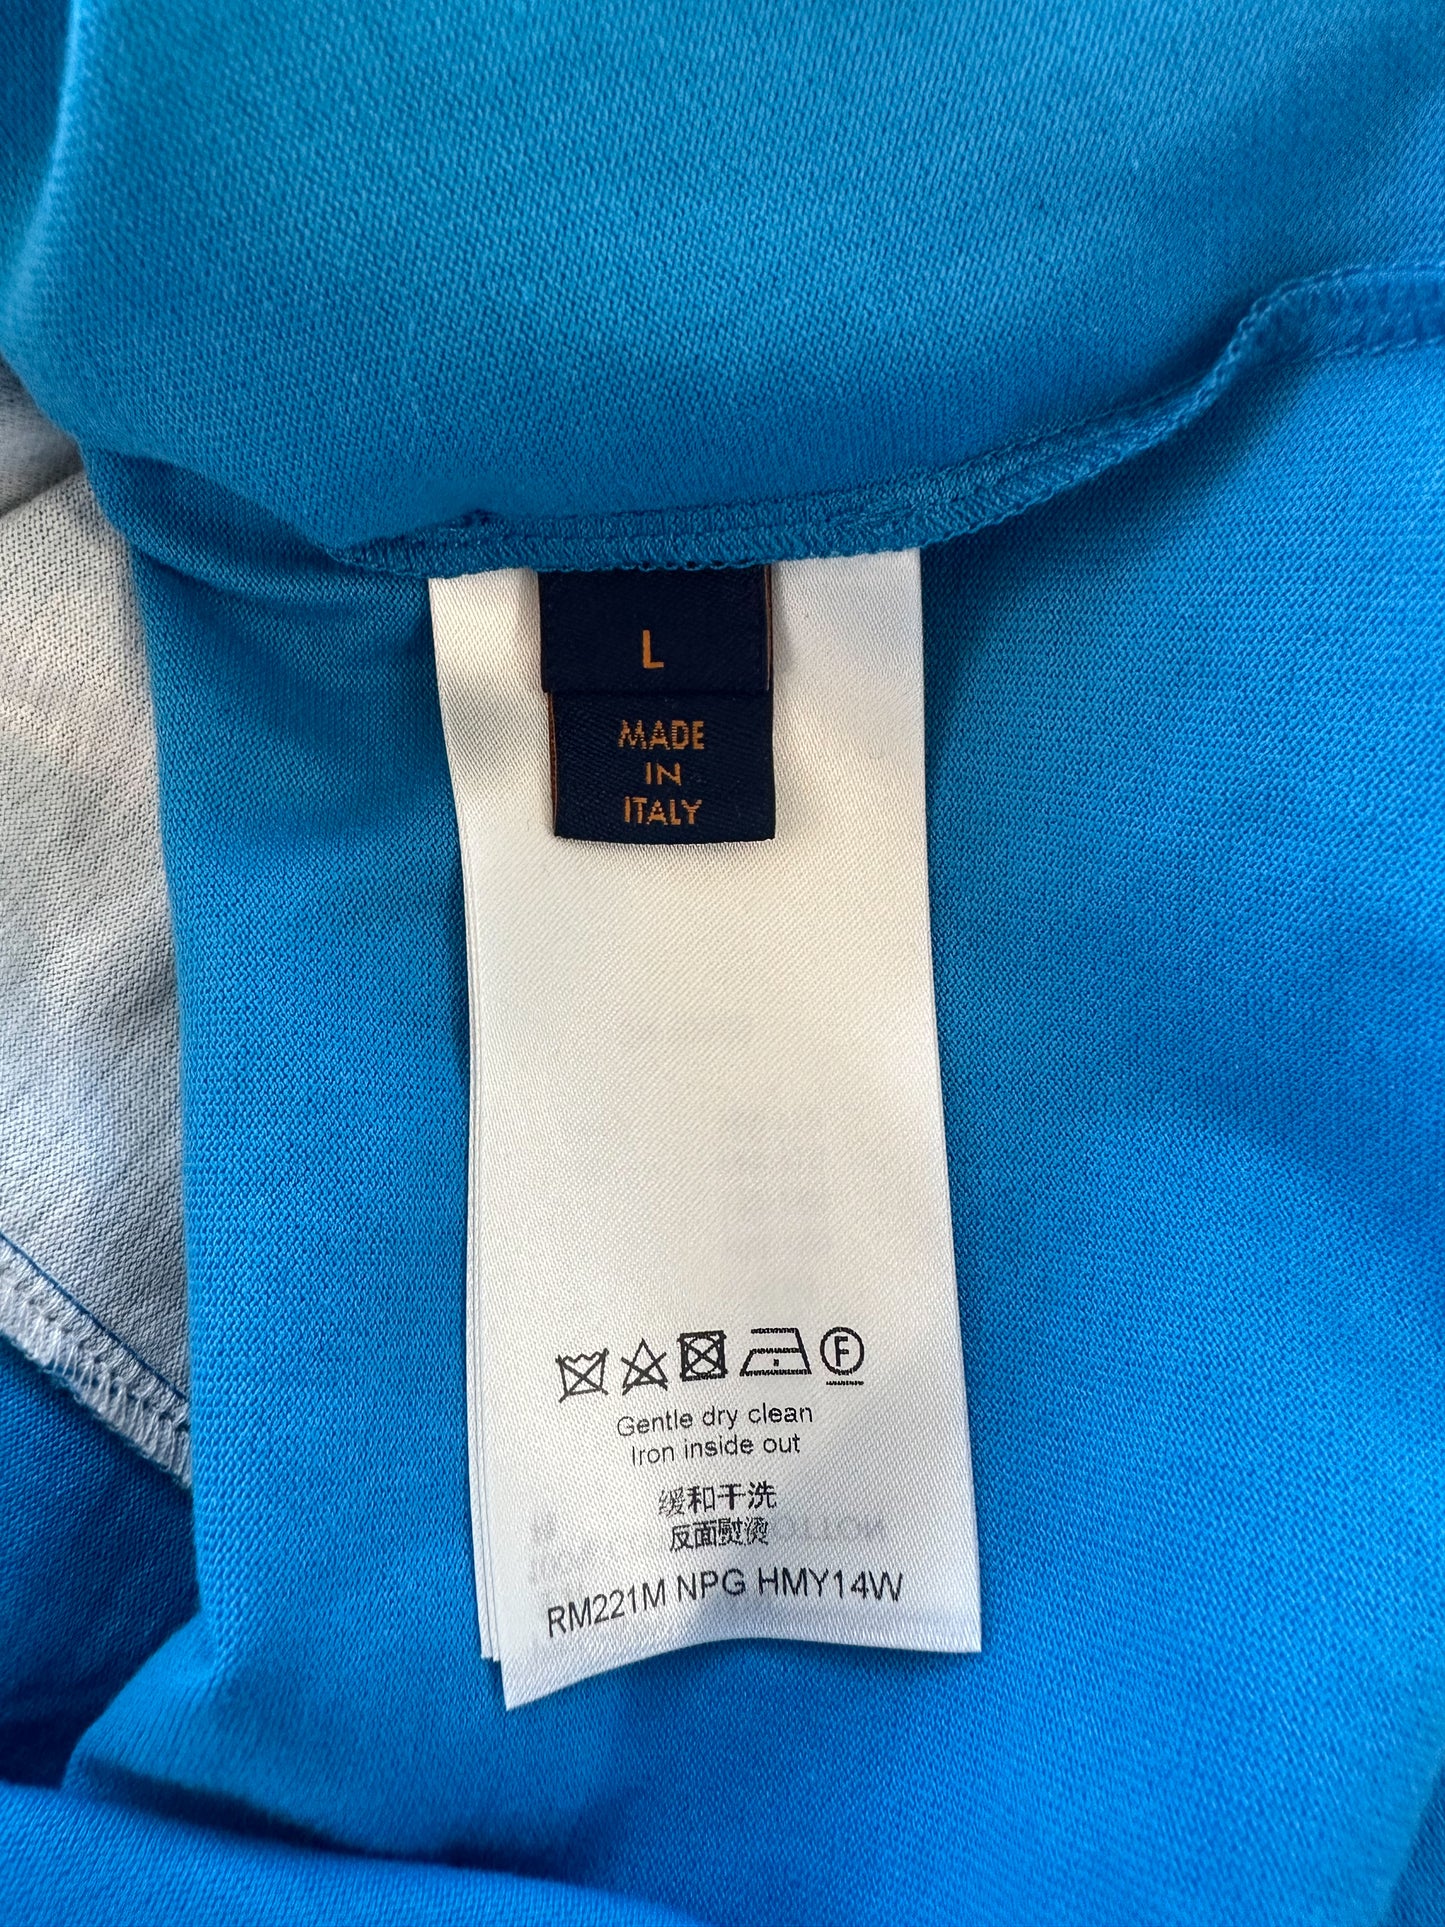 L
MADE
IN
ITALY
F
Gentle dry clean
Iron inside out
缓和干洗
反面熨烫
RM221M NPG HMY14W